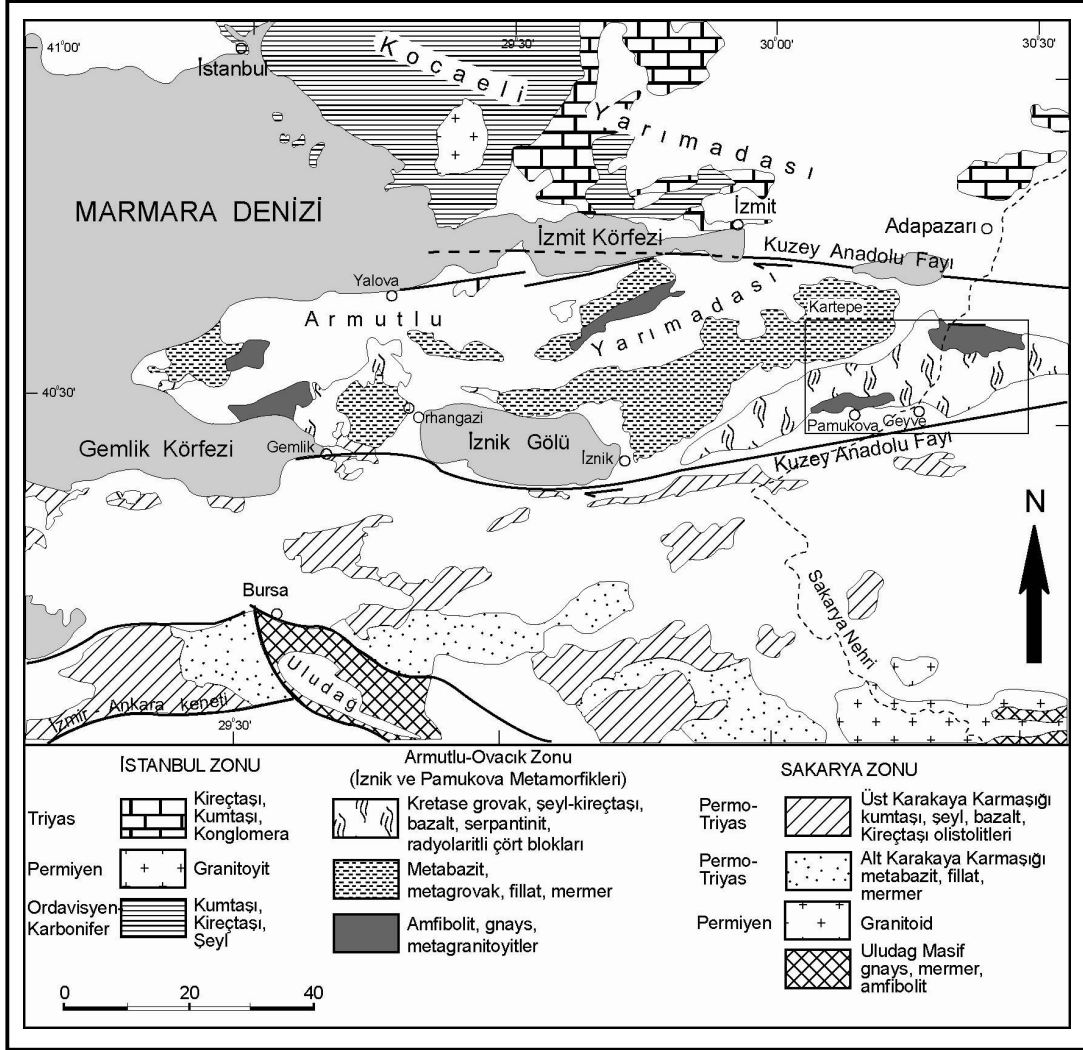 41°00'
29°30'
30°00'
30°30'
İstanbul
Kocaeli
Yarımadası
MARMARA DENİZİ
İzmit
İzmit Körfezi
Adapazarı
Kuzey Anadolu Fayı
Yalova
Armutlu
Yarımadası
Kartepe
40°30'
rhangazi
Gemlik Körfezi
Gemlik
İznik Gölü
İznik
Pamukova
Geyve
Kuzey Anadolu Fayı
N
Bursa
Sakarya Nehri
Uludağı
İzmir - Ankara keneti
29°30'
İSTANBUL ZONU
Triyas
Kireçtaşı,
Kumtaşı,
Konglomera
Permiyen
Granitoyit
Ordavisyen-
Karbonifer
Kumtaşı,
Kireçtaşı,
Şeyl
Armutlu-Ovacık Zonu
(İznik ve Pamukova Metamorfikleri)
Kretase grovak, şeyl-kireçtaşı,
bazalt, serpantinit,
radyolaritli çört blokları
Metabazit,
metagrovak, fillat, mermer
Amfibolit, gnays,
metagranitoyitler
SAKARYA ZONU
Permo-
Triyas
Üst Karakaya Karmaşığı
kumtaşı, şeyl, bazalt,
Kireçtaşı olistolitleri
Permo-
Triyas
Alt Karakaya Karmaşığı
metabazit, fillat,
mermer
Permiyen
Granitoid
Uludag Masif
gnays, mermer,
amfibolit
0 20 40